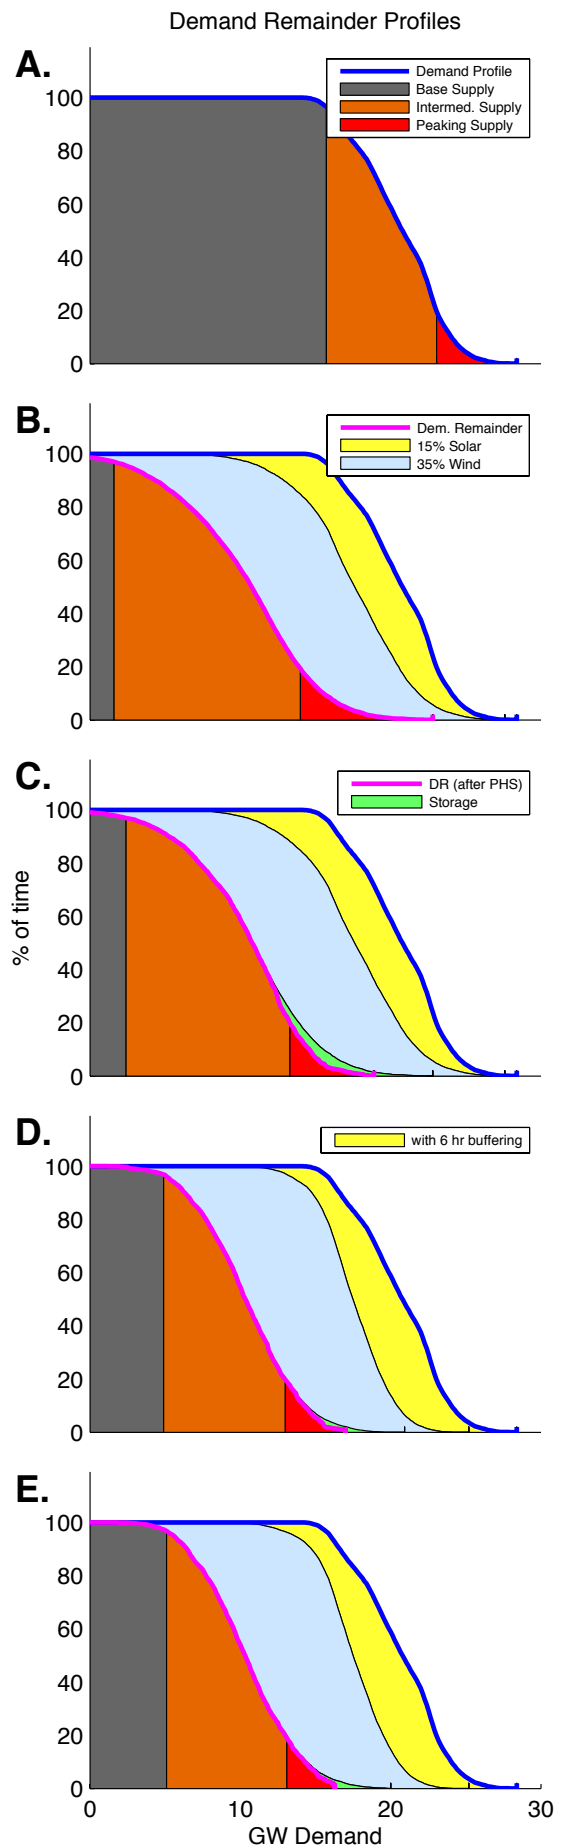 Demand Remainder Profiles
A.
Demand Profile
Base Supply
Intermed. Supply
Peaking Supply
100
80
60
40
20
0
B.
Dem. Remainder
15% Solar
35% Wind
100
80
60
40
20
0
C.
DR (after PHS)
Storage
100
80
60
40
20
0
% of time
D.
with 6 hr buffering
100
80
60
40
20
0
E.
100
80
60
40
20
0
0 10 20 30
GW Demand